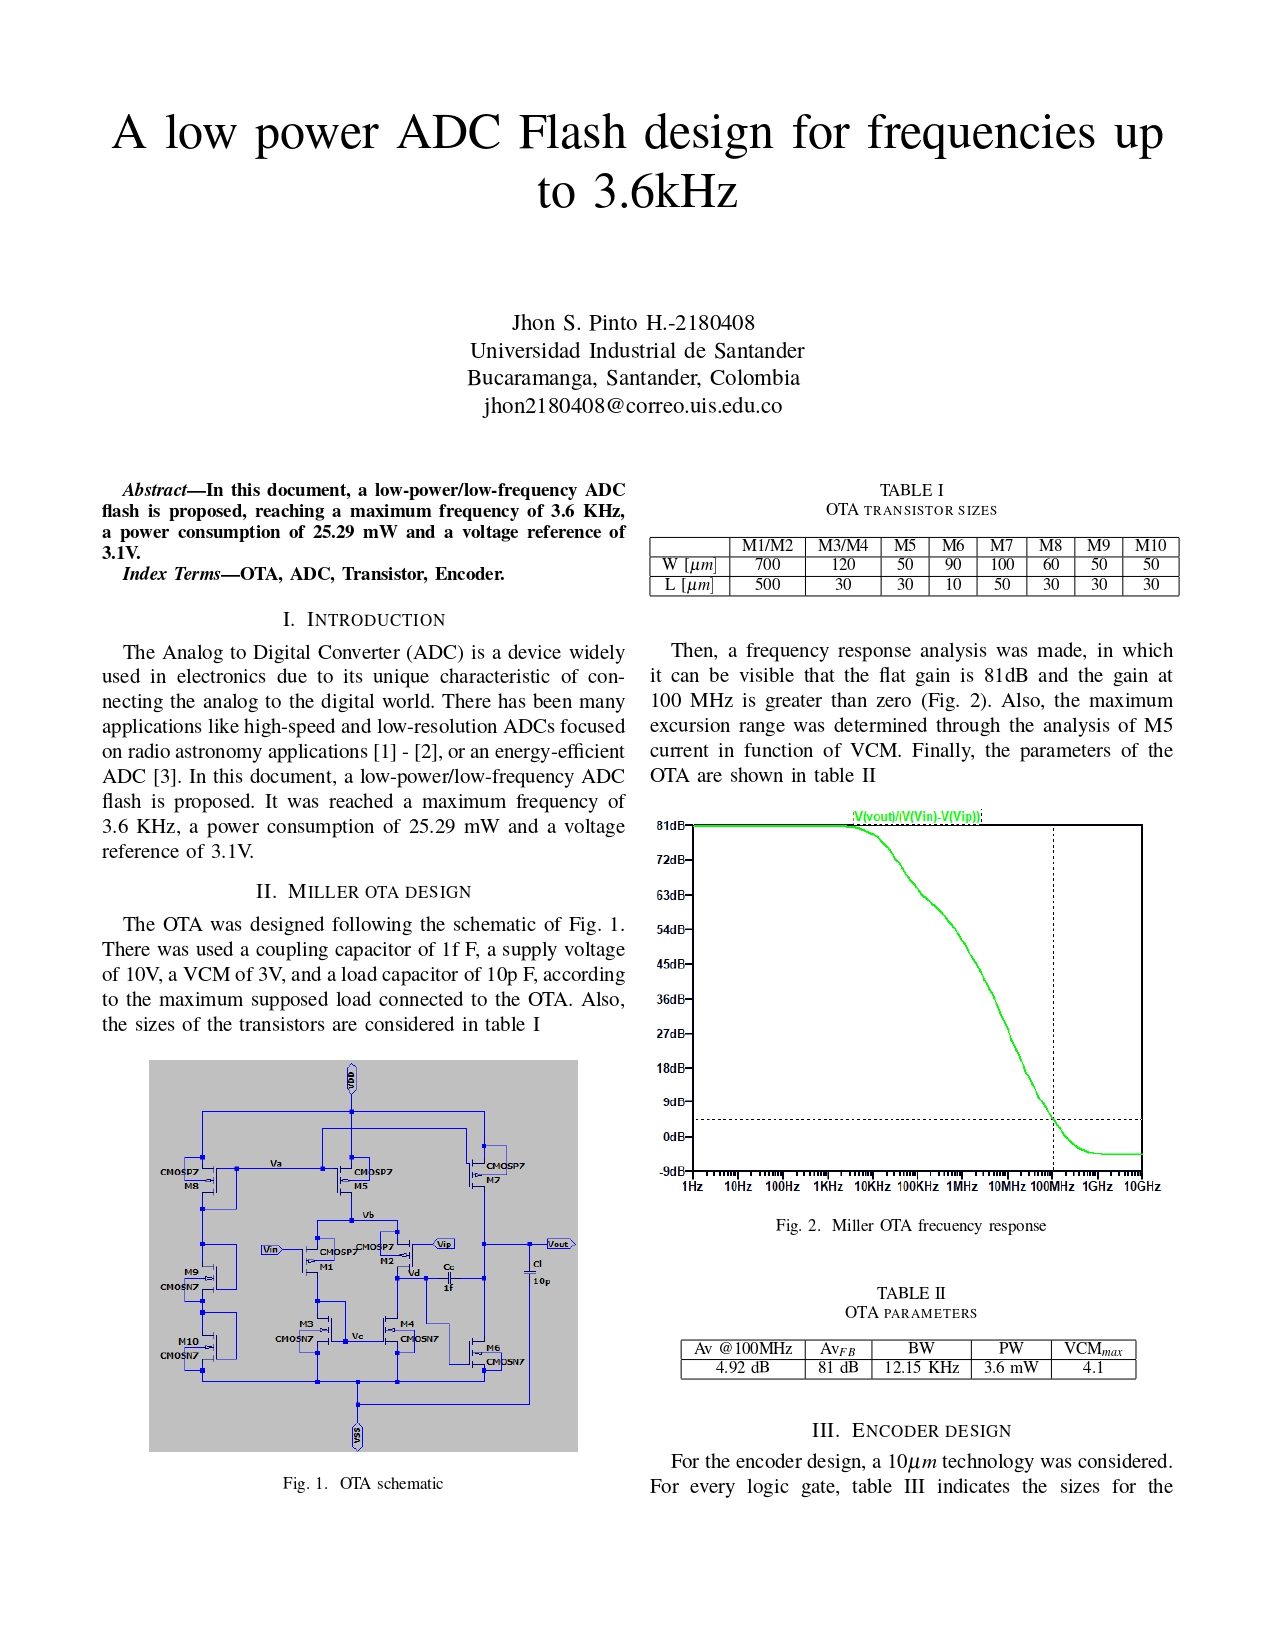 A low power ADC Flash design for frequencies up
to 3.6kHz
Jhon S. Pinto H.-2180408
Universidad Industrial de Santander
Bucaramanga, Santander, Colombia
jhon2180408@correo.uis.edu.co
Abstract—In this document, a low-power/low-frequency ADC
flash is proposed, reaching a maximum frequency of 3.6 KHz,
a power consumption of 25.29 mW and a voltage reference of
3.1V.
Index Terms—OTA, ADC, Transistor, Encoder.
I. INTRODUCTION
The Analog to Digital Converter (ADC) is a device widely
used in electronics due to its unique characteristic of con-
necting the analog to the digital world. There has been many
applications like high-speed and low-resolution ADCs focused
on radio astronomy applications [1] - [2], or an energy-efficient
ADC [3]. In this document, a low-power/low-frequency ADC
flash is proposed. It was reached a maximum frequency of
3.6 KHz, a power consumption of 25.29 mW and a voltage
reference of 3.1V.
II. MILLER OTA DESIGN
The OTA was designed following the schematic of Fig. 1.
There was used a coupling capacitor of 1f F, a supply voltage
of 10V, a VCM of 3V, and a load capacitor of 10p F, according
to the maximum supposed load connected to the OTA. Also,
the sizes of the transistors are considered in table I
VDD
CMOSP7
M8
Va
CMOSP7
M5
CMOSP7
M7
Vb
Vin
CMOSP7
M1
CMOSP7
M2
Vip
Vd
Cc
1f
Vout
Cl
10p
M9
CMOSN7
M10
CMOSN7
M3
CMOSN7
Vc
M4
CMOSN7
M6
CMOSN7
VSS
Fig. 1. OTA schematic
TABLE I
OTA TRANSISTOR SIZES
M1/M2 M3/M4 M5 M6 M7 M8 M9 M10
W [μm] 700 120 50 90 100 60 50 50
L [μm] 500 30 30 10 50 30 30 30
Then, a frequency response analysis was made, in which
it can be visible that the flat gain is 81dB and the gain at
100 MHz is greater than zero (Fig. 2). Also, the maximum
excursion range was determined through the analysis of M5
current in function of VCM. Finally, the parameters of the
OTA are shown in table II
V(vout)/(V(Vin)-V(Vip))
81dB
72dB
63dB
54dB
45dB
36dB
27dB
18dB
9dB
0dB
-9dB
1Hz 10Hz 100Hz 1KHz 10KHz 100KHz 1MHz 10MHz 100MHz 1GHz 10GHz
Fig. 2. Miller OTA frecuency response
TABLE II
OTA PARAMETERS
Av @100MHz AvFB BW PW VCMmax
4.92 dB 81 dB 12.15 KHz 3.6 mW 4.1
III. ENCODER DESIGN
For the encoder design, a 10μm technology was considered.
For every logic gate, table III indicates the sizes for the